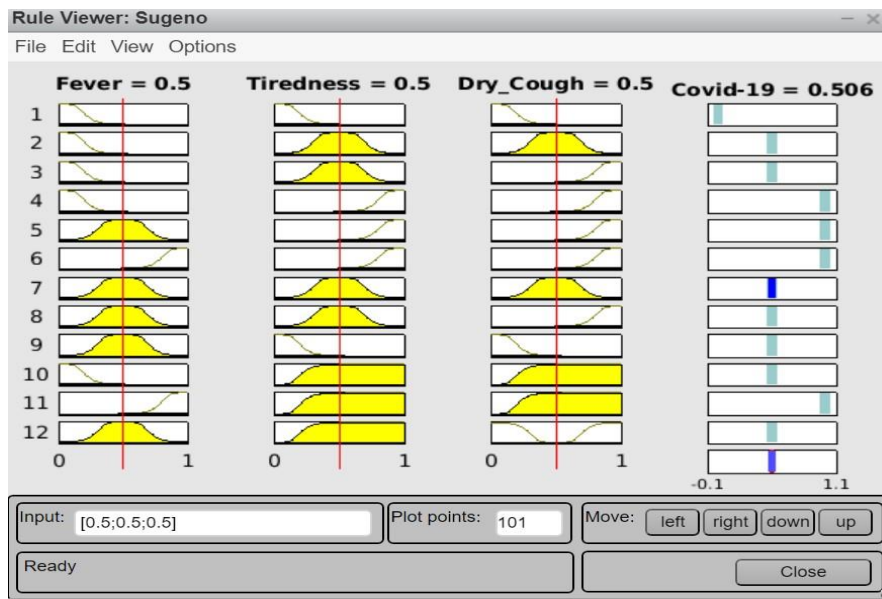 Rule Viewer: Sugeno
File Edit View Options
Fever = 0.5 Tiredness = 0.5 Dry_Cough = 0.5 Covid-19 = 0.506
1
2
3
4
5
6
7
8
9
10
11
12
0 1 0 1 0 1
-0.1 1.1
Input: [0.5;0.5;0.5] Plot points: 101 Move: left right down up
Ready Close